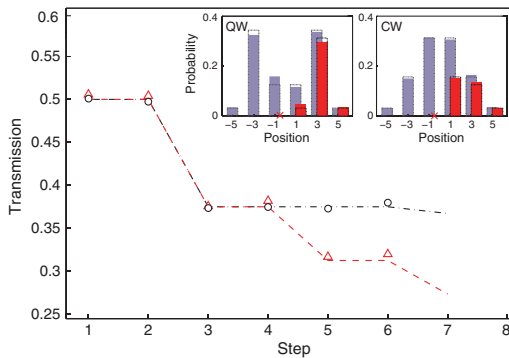 0.6
0.55
0.5
0.45
0.4
0.35
0.3
0.25
Transmission
1 2 3 4 5 6 7 8
Step
0.4
0.2
0
Probability
QW
−5 −3 −1 1 3 5
Position
0.4
0.2
0
CW
−5 −3 −1 1 3 5
Position